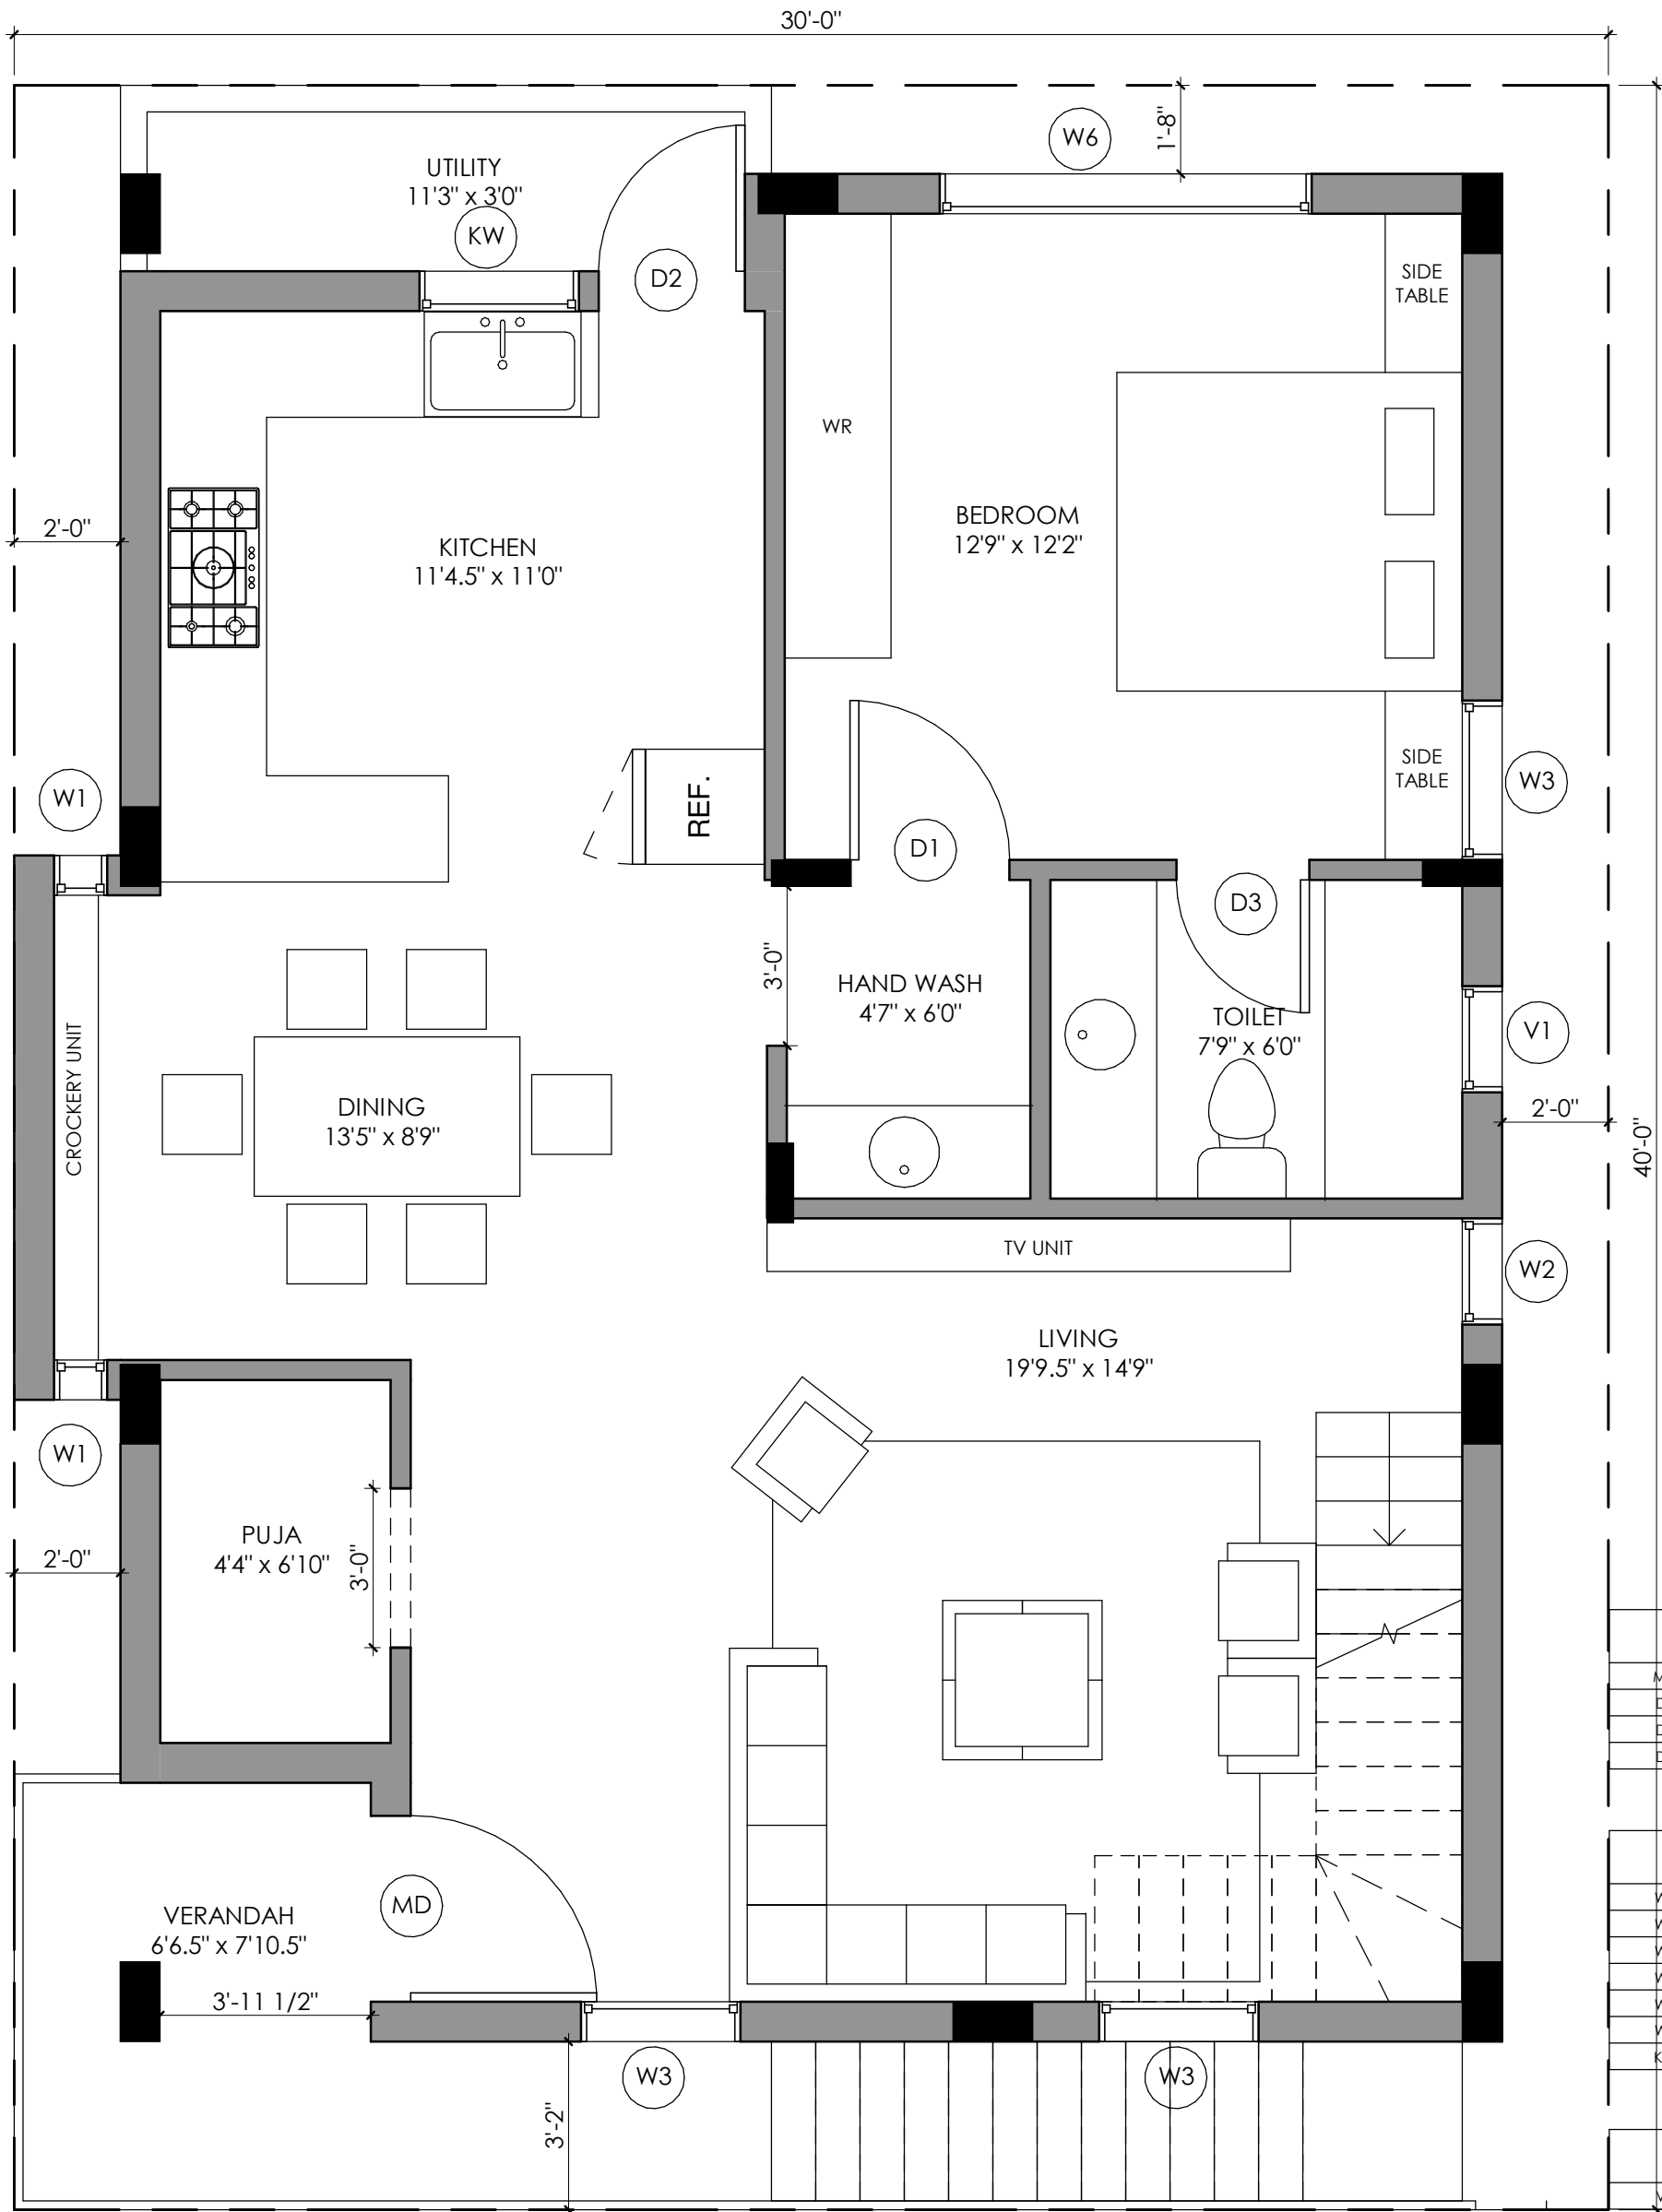 30'-0"
1'-8"
W6
UTILITY
11'3" x 3'0"
KW
D2
SIDE
TABLE
WR
BEDROOM
12'9" x 12'2"
2'-0"
KITCHEN
11'4.5" x 11'0"
SIDE
TABLE
W3
W1
REF.
D1
D3
3'-0"
HAND WASH
4'7" x 6'0"
TOILET
7'9" x 6'0"
V1
CROCKERY UNIT
DINING
13'5" x 8'9"
2'-0"
40'-0"
TV UNIT
W2
LIVING
19'9.5" x 14'9"
W1
PUJA
4'4" x 6'10"
3'-0"
2'-0"
MD
VERANDAH
6'6.5" x 7'10.5"
3'-11 1/2"
W3
W3
3'-2"